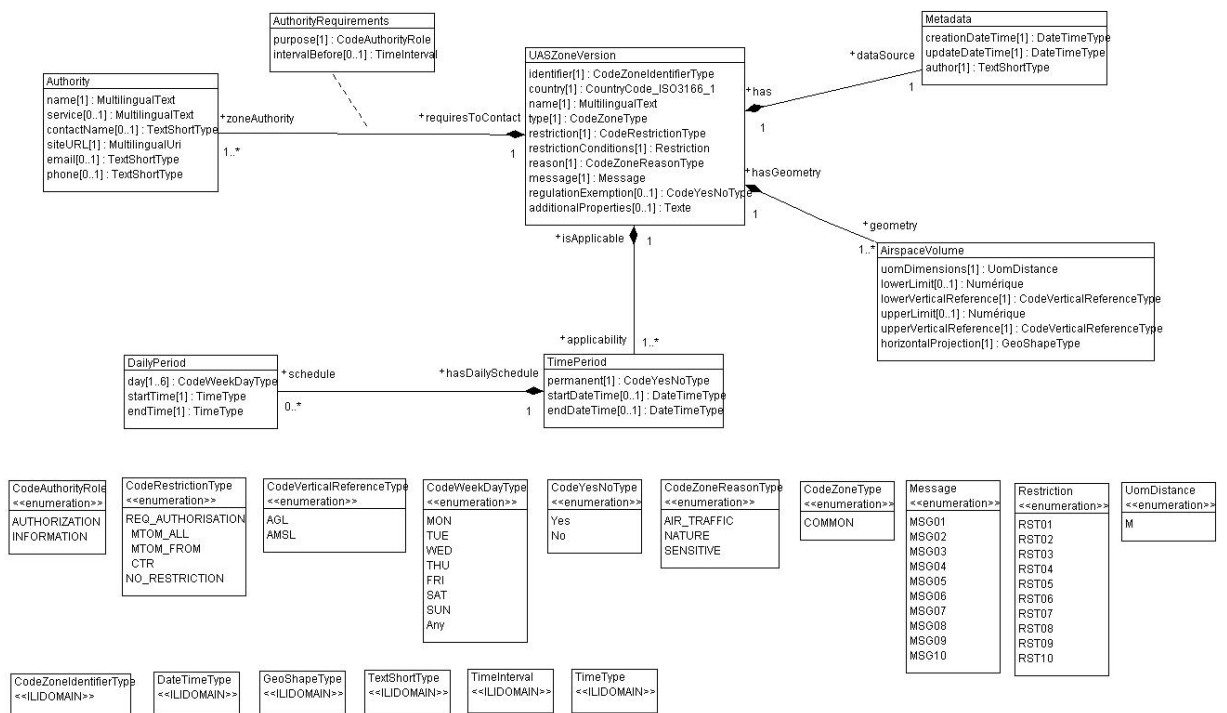 AuthorityRequirements
purpose[1] : CodeAuthorityRole
intervalBefore[0..1] : TimeInterval
Authority
name[1] : MultilingualText
service[0..1] : MultilingualText
contactName[0..1] : TextShortType
siteURL[1] : MultilingualUri
email[0..1] : TextShortType
phone[0..1] : TextShortType
+zoneAuthority
1..*
+requiresToContact
1
UASZoneVersion
identifier[1] : CodeZoneIdentifierType
country[1] : CountryCode_ISO3166_1
name[1] : MultilingualText
type[1] : CodeZoneType
restriction[1] : CodeRestrictionType
restrictionConditions[1] : Restriction
reason[1] : CodeZoneReasonType
message[1] : Message
regulationExemption[0..1] : CodeYesNoType
additionalProperties[0..1] : Texte
Metadata
creationDateTime[1] : DateTimeType
updateDateTime[1] : DateTimeType
author[1] : TextShortType
+dataSource
1
+has
1
+hasGeometry
1
+geometry
1..*
AirspaceVolume
uomDimensions[1] : UomDistance
lowerLimit[0..1] : Numérique
lowerVerticalReference[1] : CodeVerticalReferenceType
upperLimit[0..1] : Numérique
upperVerticalReference[1] : CodeVerticalReferenceType
horizontalProjection[1] : GeoShapeType
+isApplicable
1
+applicability
1..*
DailyPeriod
day[1..6] : CodeWeekDayType
startTime[1] : TimeType
endTime[1] : TimeType
+schedule
0..*
+hasDailySchedule
1
TimePeriod
permanent[1] : CodeYesNoType
startDateTime[0..1] : DateTimeType
endDateTime[0..1] : DateTimeType
CodeAuthorityRole
<<enumeration>>
AUTHORIZATION
INFORMATION
CodeRestrictionType
<<enumeration>>
REQ_AUTHORISATION
MTOM_ALL
MTOM_FROM
CTR
NO_RESTRICTION
CodeVerticalReferenceType
<<enumeration>>
AGL
AMSL
CodeWeekDayType
<<enumeration>>
MON
TUE
WED
THU
FRI
SAT
SUN
Any
CodeYesNoType
<<enumeration>>
Yes
No
CodeZoneReasonType
<<enumeration>>
AIR_TRAFFIC
NATURE
SENSITIVE
CodeZoneType
<<enumeration>>
COMMON
Message
<<enumeration>>
MSG01
MSG02
MSG03
MSG04
MSG05
MSG06
MSG07
MSG08
MSG09
MSG10
Restriction
<<enumeration>>
RST01
RST02
RST03
RST04
RST05
RST06
RST07
RST08
RST09
RST10
UomDistance
<<enumeration>>
M
CodeZoneIdentifierType
<<ILIDOMAIN>>
DateTimeType
<<ILIDOMAIN>>
GeoShapeType
<<ILIDOMAIN>>
TextShortType
<<ILIDOMAIN>>
TimeInterval
<<ILIDOMAIN>>
TimeType
<<ILIDOMAIN>>